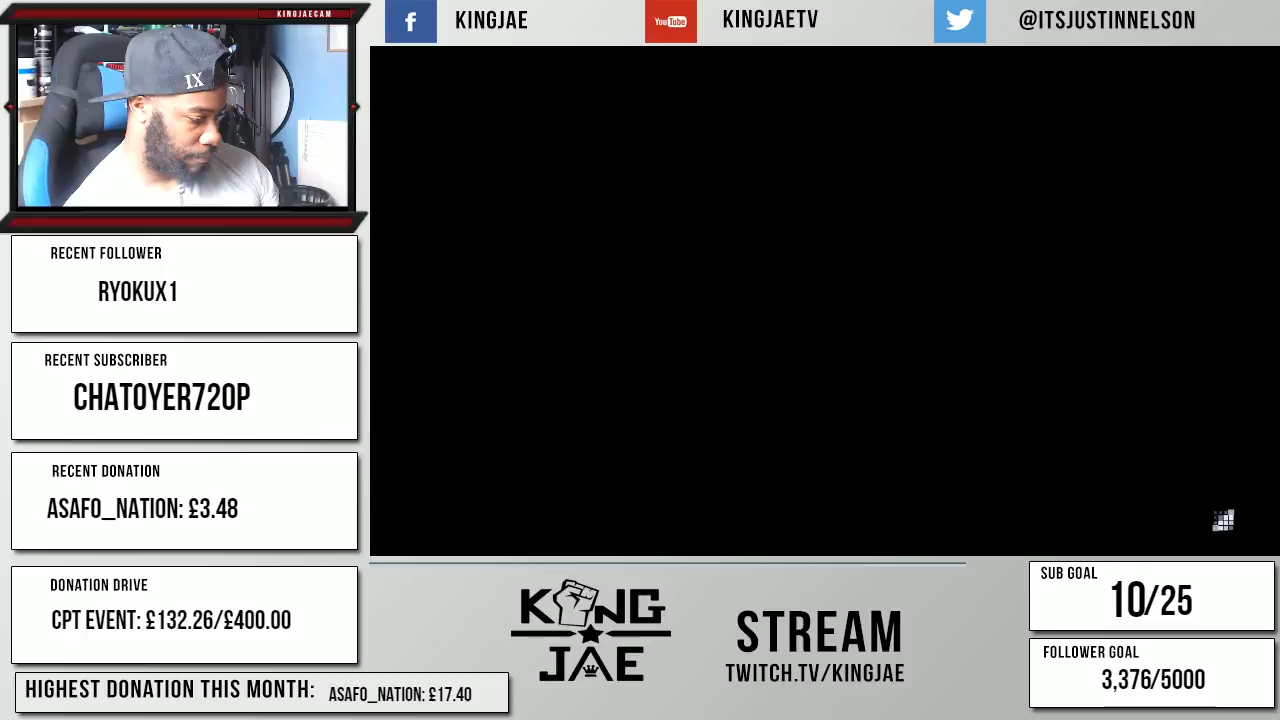 KINGJAECAM
KINGJAE
YouTube
KINGJAETV
@ITSJUSTINNELSON
IX
RECENT FOLLOWER
RYOKUX1
RECENT SUBSCRIBER
CHATOYER720P
RECENT DONATION
ASAFO_NATION: £3.48
DONATION DRIVE
CPT EVENT: £132.26/£400.00
HIGHEST DONATION THIS MONTH: ASAFO_NATION: £17.40
KING
JAE
STREAM
TWITCH.TV/KINGJAE
SUB GOAL
10/25
FOLLOWER GOAL
3,376/5000